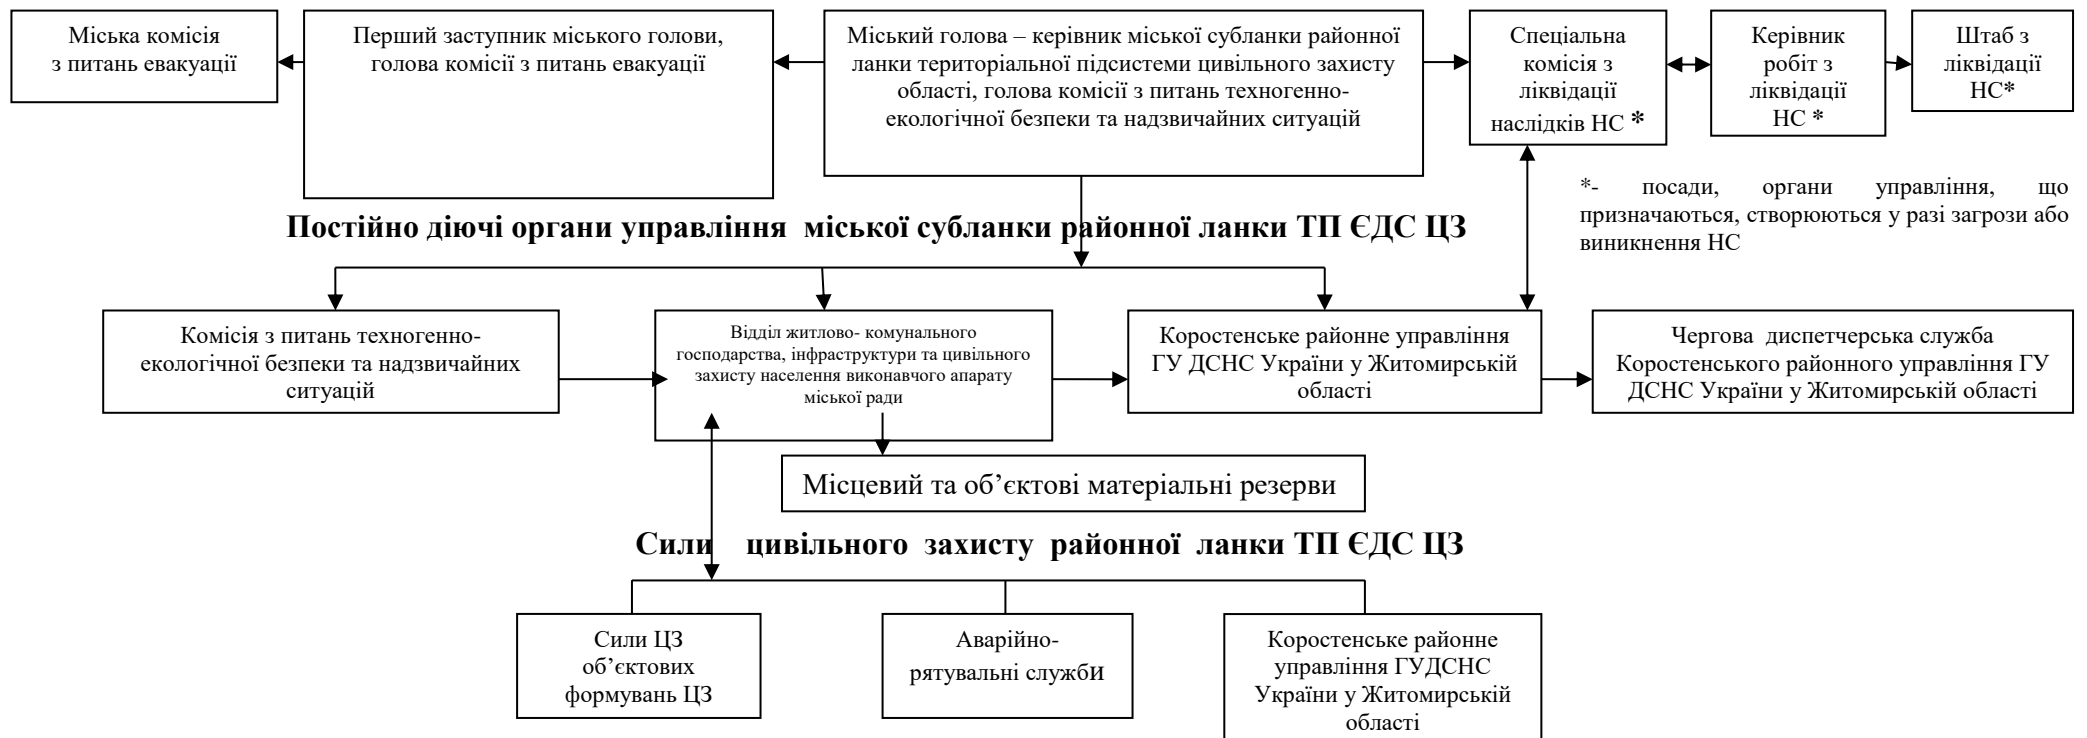 Міська комісія
з питань евакуації
Перший заступник міського голови,
голова комісії з питань евакуації
Міський голова – керівник міської субланки районної
ланки територіальної підсистеми цивільного захисту
області, голова комісії з питань техногенно-
екологічної безпеки та надзвичайних ситуацій
Спеціальна
комісія з
ліквідації
наслідків НС *
Керівник
робіт з
ліквідації
НС *
Штаб з
ліквідації
НС*
*- посади, органи управління, що
призначаються, створюються у разі загрози або
виникнення НС
Постійно діючі органи управління міської субланки районної ланки ТП ЄДС ЦЗ
Комісія з питань техногенно-
екологічної безпеки та надзвичайних
ситуацій
Відділ житлово- комунального
господарства, інфраструктури та цивільного
захисту населення виконавчого апарату
міської ради
Коростенське районне управління
ГУ ДСНС України у Житомирській
області
Чергова диспетчерська служба
Коростенського районного управління ГУ
ДСНС України у Житомирській області
Місцевий та об’єктові матеріальні резерви
Сили цивільного захисту районної ланки ТП ЄДС ЦЗ
Сили ЦЗ
об’єктових
формувань ЦЗ
Аварійно-
рятувальні служби
Коростенське районне
управління ГУДСНС
України у Житомирській
області